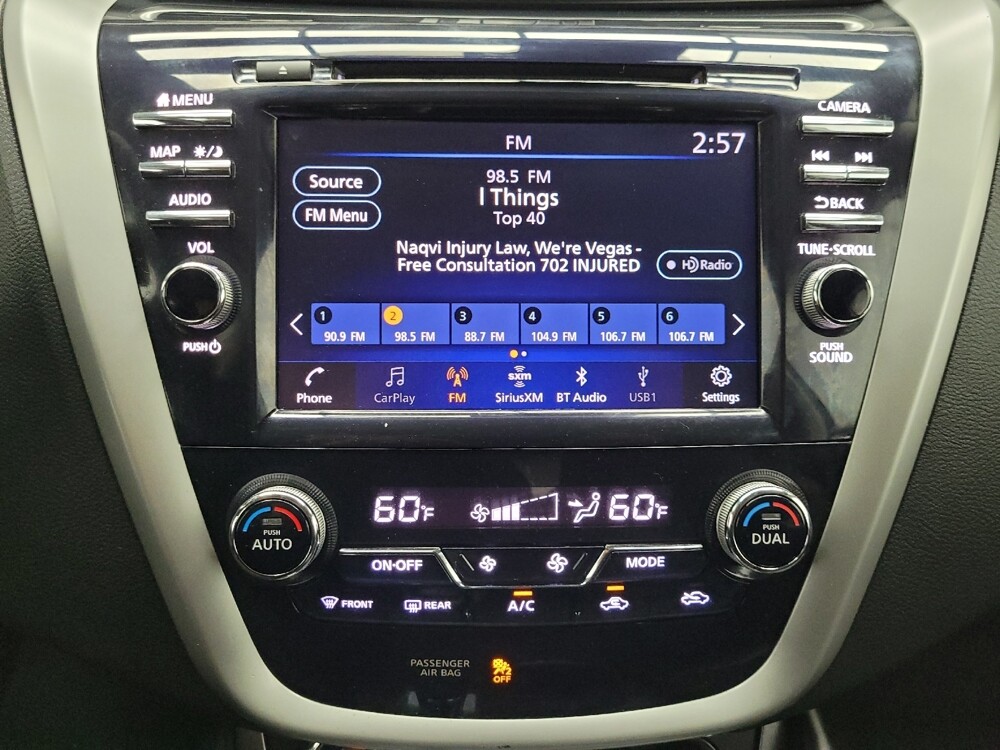 MENU
MAP
AUDIO
VOL
PUSH
FM
2:57
Source
FM Menu
98.5 FM
l Things
Top 40
Naqvi Injury Law, We're Vegas -
Free Consultation 702 INJURED
HD Radio
1 2 3 4 5 6
90.9 FM 98.5 FM 88.7 FM 104.9 FM 106.7 FM 106.7 FM
Phone CarPlay FM sxm SiriusXM BT Audio USB1 Settings
CAMERA
BACK
TUNE·SCROLL
PUSH
SOUND
60°F 60°F
PUSH
AUTO
PUSH
DUAL
ON·OFF MODE
FRONT REAR A/C
PASSENGER
AIR BAG
2
OFF